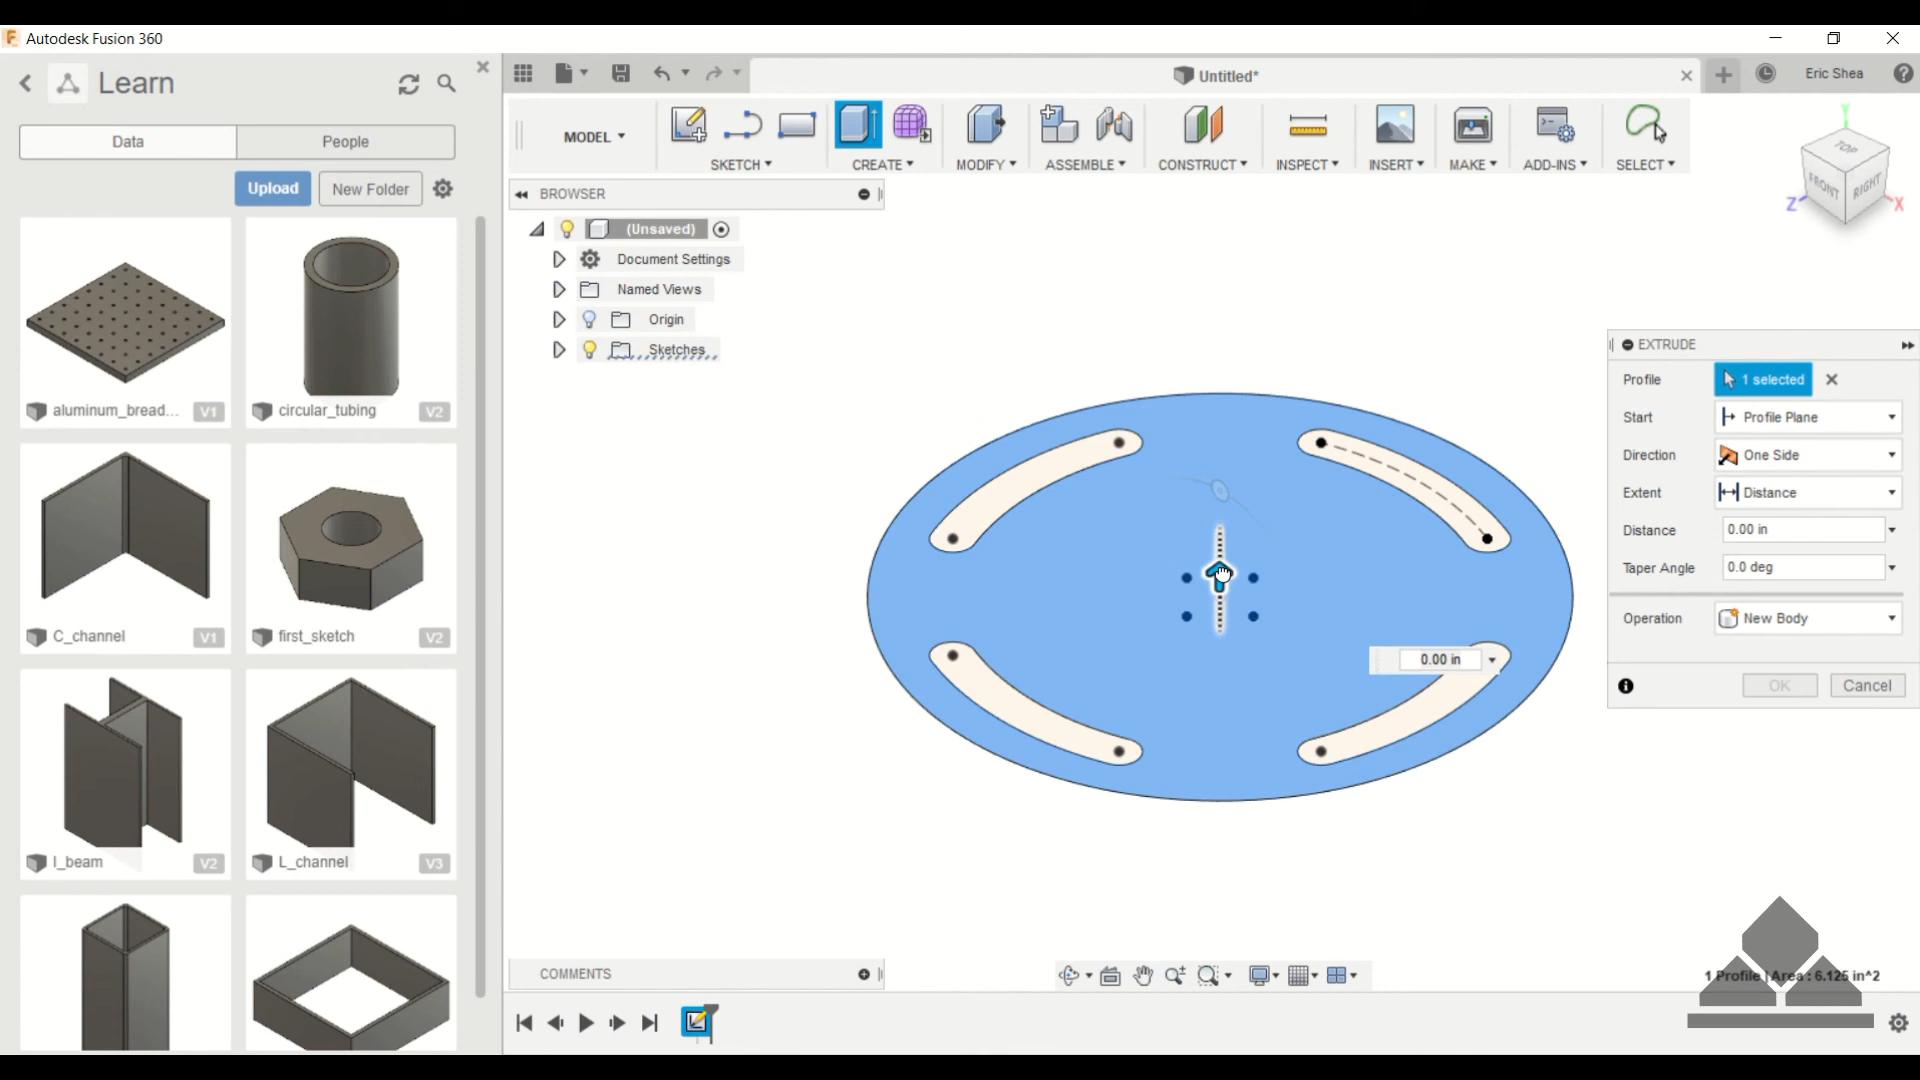 Autodesk Fusion 360
Learn
Data
People
Upload
New Folder
aluminum_bread...
V1
circular_tubing
V2
C_channel
V1
first_sketch
V2
I_beam
V2
L_channel
V3
Untitled*
Eric Shea
MODEL
SKETCH
CREATE
MODIFY
ASSEMBLE
CONSTRUCT
INSPECT
INSERT
MAKE
ADD-INS
SELECT
TOP
FRONT
RIGHT
Y
Z
X
BROWSER
(Unsaved)
Document Settings
Named Views
Origin
Sketches
EXTRUDE
Profile
1 selected
Start
Profile Plane
Direction
One Side
Extent
Distance
Distance
0.00 in
Taper Angle
0.0 deg
Operation
New Body
OK
Cancel
0.00 in
COMMENTS
1 Profile | Area : 6.125 in^2